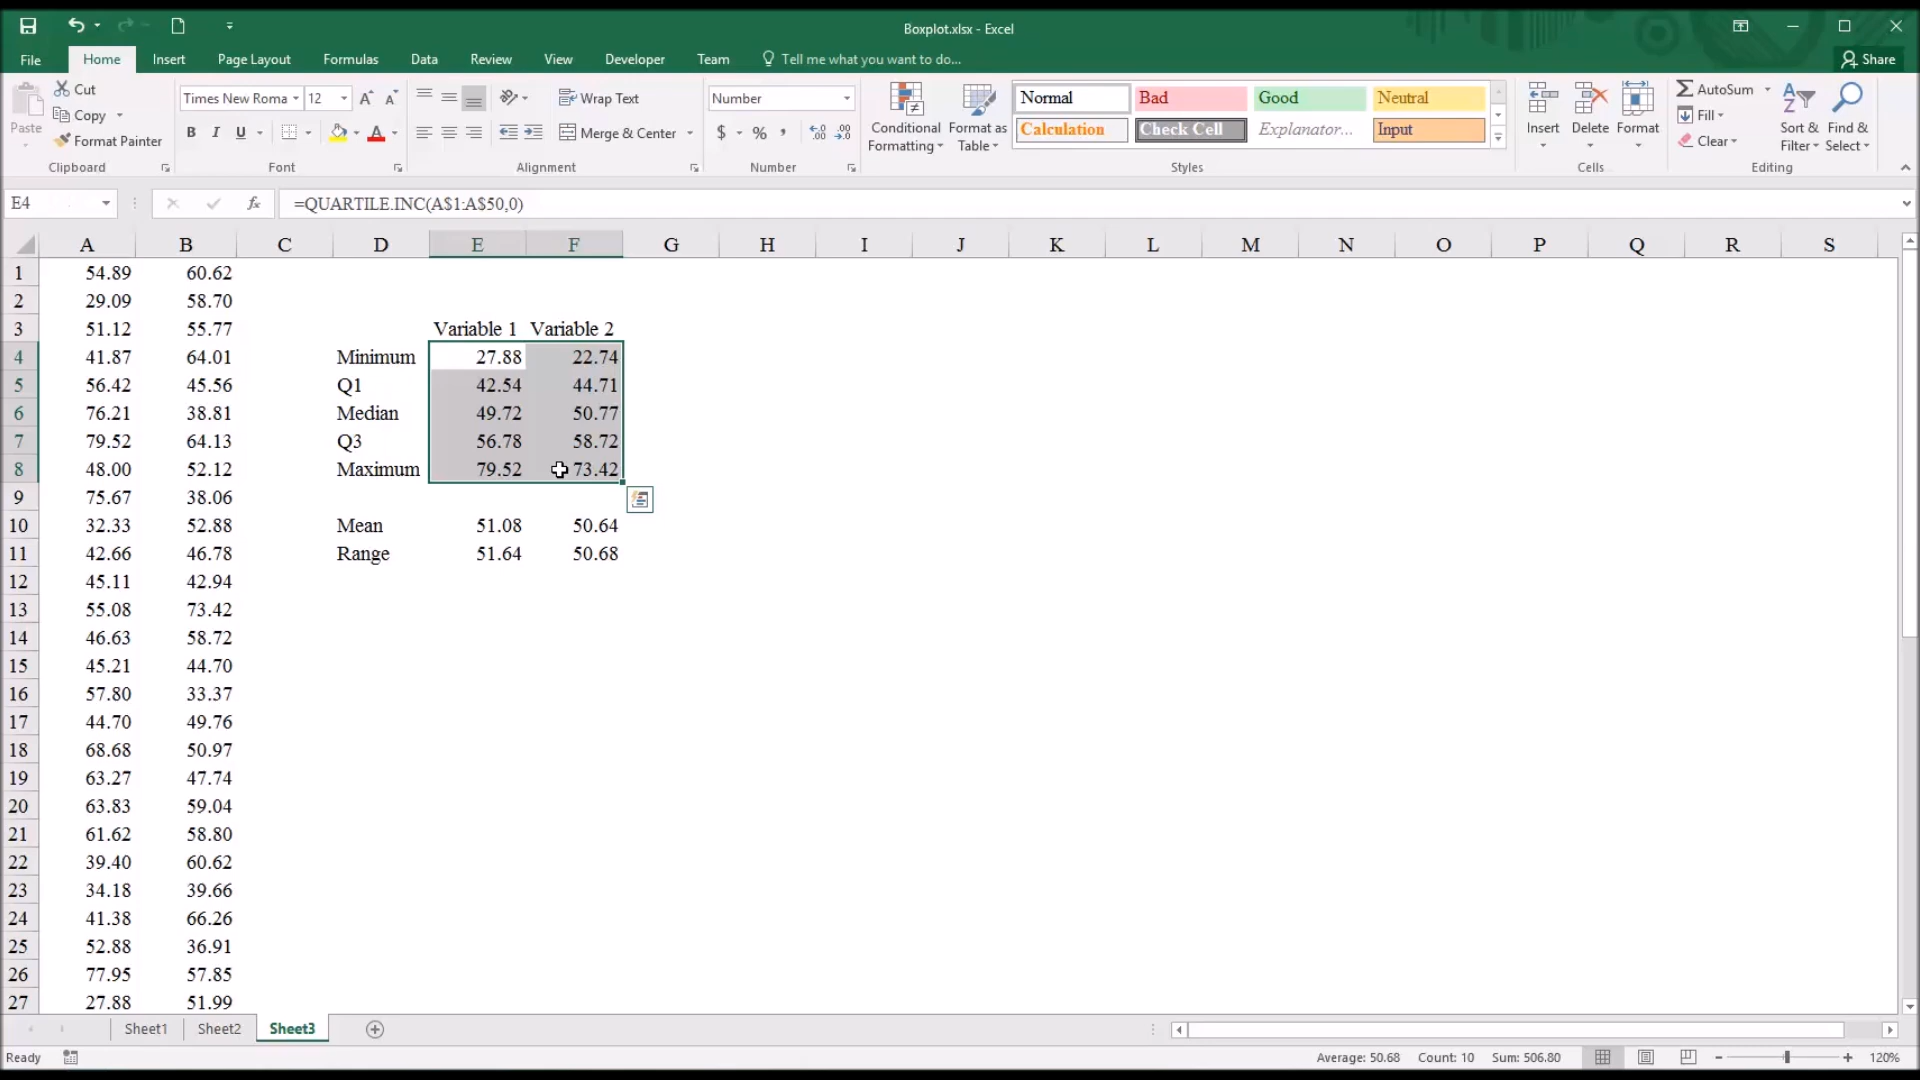 Boxplot.xlsx - Excel
File Home Insert Page Layout Formulas Data Review View Developer Team Tell me what you want to do... Share
Paste
Cut
Copy
Format Painter
Clipboard
Times New Roma 12
Font
Wrap Text
Merge & Center
Alignment
Number
$ % ,
Number
Conditional Formatting
Format as Table
Normal Bad Good Neutral
Calculation Check Cell Explanator... Input
Styles
Insert Delete Format
Cells
AutoSum
Fill
Clear
Sort & Filter
Find & Select
Editing
E4 fx =QUARTILE.INC(A$1:A$50,0)
A B C D E F G H I J K L M N O P Q R S
1 54.89 60.62
2 29.09 58.70
3 51.12 55.77 Variable 1 Variable 2
4 41.87 64.01 Minimum 27.88 22.74
5 56.42 45.56 Q1 42.54 44.71
6 76.21 38.81 Median 49.72 50.77
7 79.52 64.13 Q3 56.78 58.72
8 48.00 52.12 Maximum 79.52 73.42
9 75.67 38.06
10 32.33 52.88 Mean 51.08 50.64
11 42.66 46.78 Range 51.64 50.68
12 45.11 42.94
13 55.08 73.42
14 46.63 58.72
15 45.21 44.70
16 57.80 33.37
17 44.70 49.76
18 68.68 50.97
19 63.27 47.74
20 63.83 59.04
21 61.62 58.80
22 39.40 60.62
23 34.18 39.66
24 41.38 66.26
25 52.88 36.91
26 77.95 57.85
27 27.88 51.99
Sheet1 Sheet2 Sheet3
Ready Average: 50.68 Count: 10 Sum: 506.80 120%